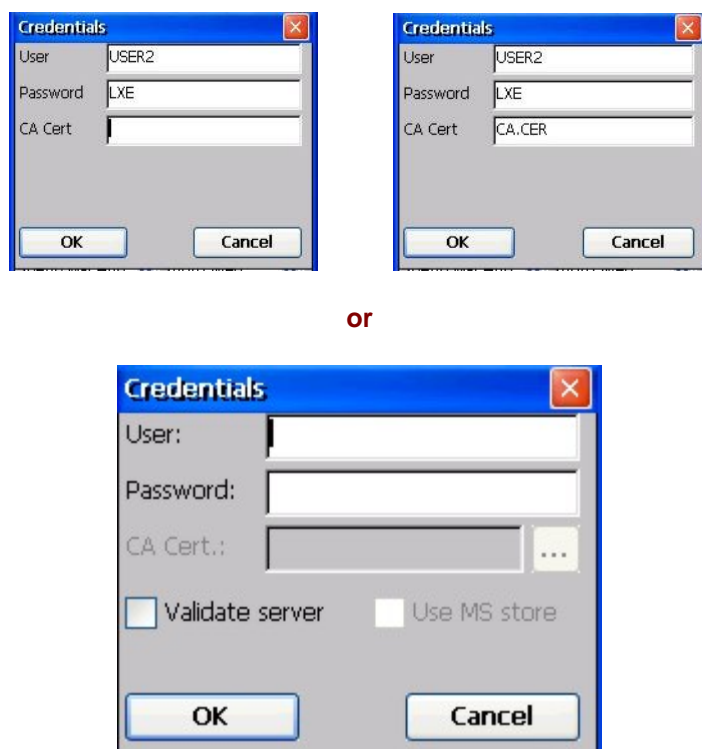 Credentials
User USER2
Password LXE
CA Cert
OK Cancel
Credentials
User USER2
Password LXE
CA Cert CA.CER
OK Cancel
or
Credentials
User:
Password:
CA Cert.: ...
Validate server Use MS store
OK Cancel